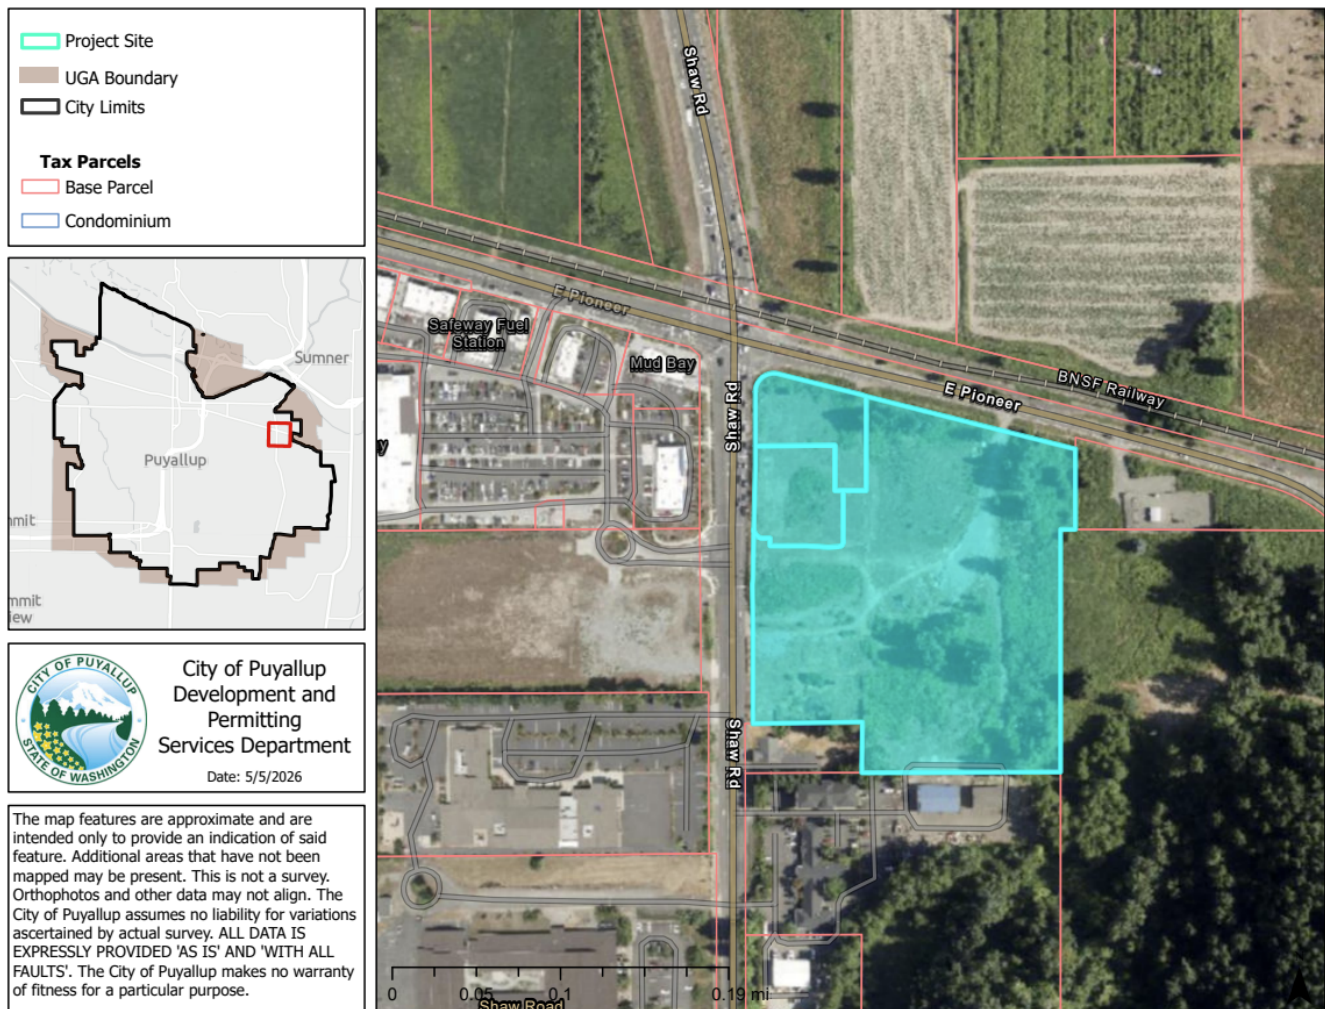 Project Site
UGA Boundary
City Limits
Tax Parcels
Base Parcel
Condominium
Sumner
Puyallup
mit
mmit
iew
CITY OF PUYALLUP
STATE OF WASHINGTON
City of Puyallup
Development and
Permitting
Services Department
Date: 5/5/2026
The map features are approximate and are
intended only to provide an indication of said
feature. Additional areas that have not been
mapped may be present. This is not a survey.
Orthophotos and other data may not align. The
City of Puyallup assumes no liability for variations
ascertained by actual survey. ALL DATA IS
EXPRESSLY PROVIDED 'AS IS' AND 'WITH ALL
FAULTS'. The City of Puyallup makes no warranty
of fitness for a particular purpose.
Shaw Rd
E Pioneer
Safeway Fuel
Station
Mud Bay
BNSF Railway
E Pioneer
Shaw Rd
y
Shaw Rd
0 0.05 0.1 0.19 mi
Shaw Road